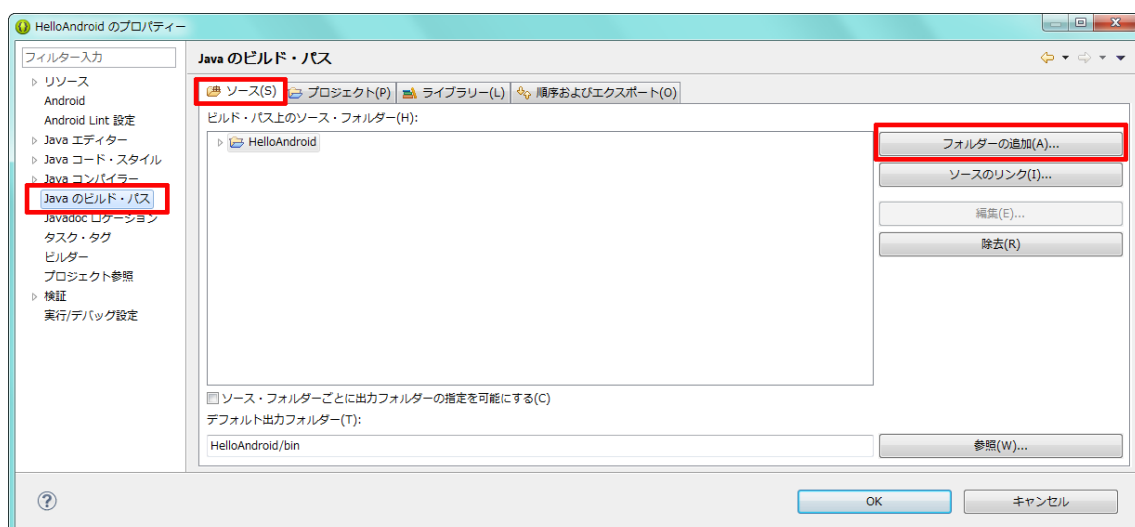 HelloAndroid のプロパティー
フィルター入力
リソース
Android
Android Lint 設定
Java エディター
Java コード・スタイル
Java コンパイラー
Java のビルド・パス
Javadoc ロケーション
タスク・タグ
ビルダー
プロジェクト参照
検証
実行/デバッグ設定
Java のビルド・パス
ソース(S) プロジェクト(P) ライブラリー(L) 順序およびエクスポート(O)
ビルド・パス上のソース・フォルダー(H):
HelloAndroid
フォルダーの追加(A)...
ソースのリンク(I)...
編集(E)...
除去(R)
ソース・フォルダーごとに出力フォルダーの指定を可能にする(C)
デフォルト出力フォルダー(T):
HelloAndroid/bin
参照(W)...
OK
キャンセル